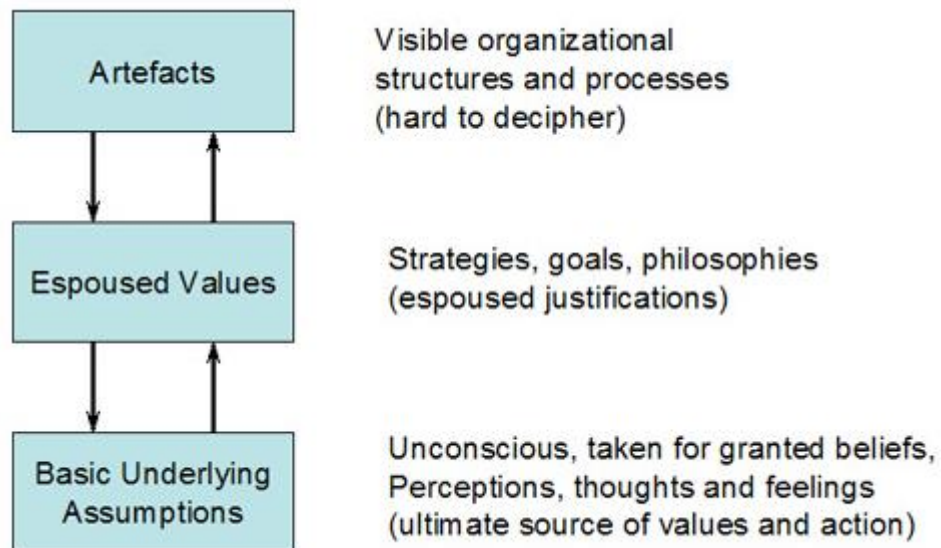 Artefacts
Visible organizational
structures and processes
(hard to decipher)
Espoused Values
Strategies, goals, philosophies
(espoused justifications)
Basic Underlying
Assumptions
Unconscious, taken for granted beliefs,
Perceptions, thoughts and feelings
(ultimate source of values and action)